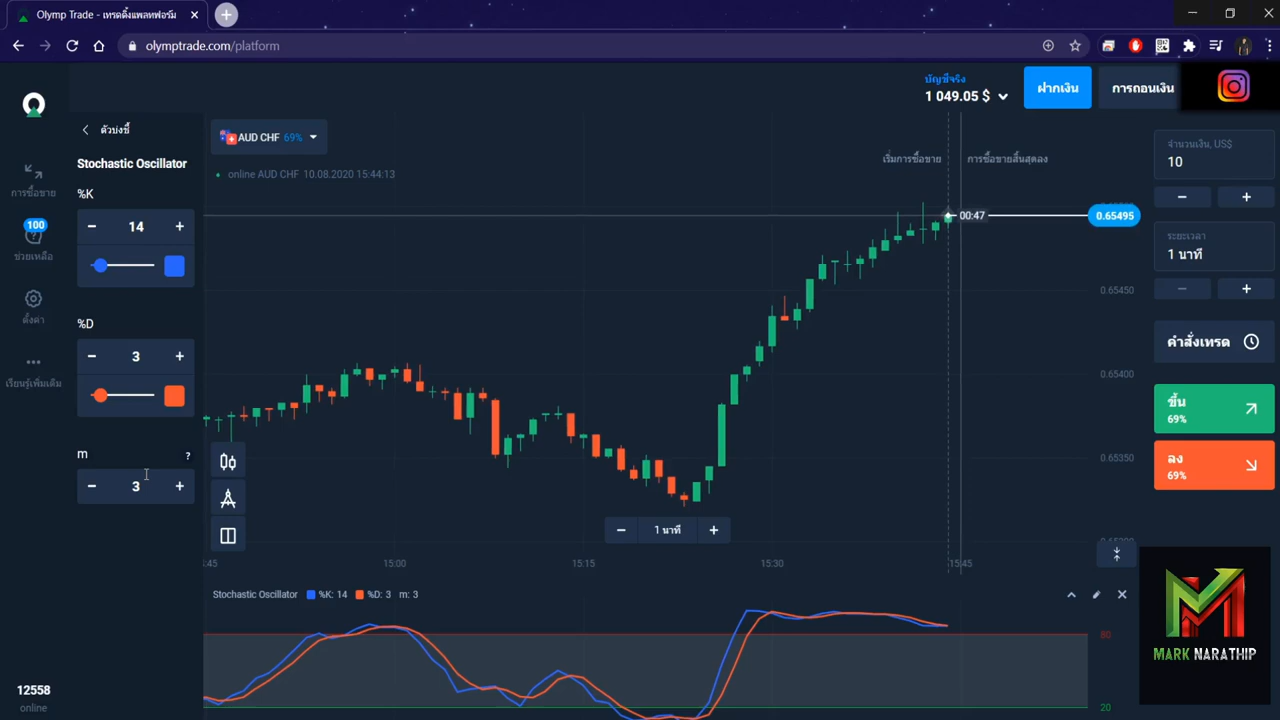 Olymp Trade - เทรดดิ้งแพลทฟอร์ม
olymptrade.com/platform
บัญชีจริง
1 049.05 $
ฝากเงิน
การถอนเงิน
ตัวบ่งชี้
Stochastic Oscillator
%K
− 14 +
%D
− 3 +
m ?
− 3 +
การซื้อขาย
100
ช่วยเหลือ
ตั้งค่า
เรียนรู้เพิ่มเติม
12558
online
AUD CHF 69%
online AUD CHF 10.08.2020 15:44:13
เริ่มการซื้อขาย
การซื้อขายสิ้นสุดลง
00:47
0.65495
0.65450
0.65400
0.65350
− 1 นาที +
:45 15:00 15:15 15:30 15:45
Stochastic Oscillator %K: 14 %D: 3 m: 3
80
20
จำนวนเงิน, US$
10
− +
ระยะเวลา
1 นาที
− +
คำสั่งเทรด
ขึ้น
69%
ลง
69%
MARK NARATHIP